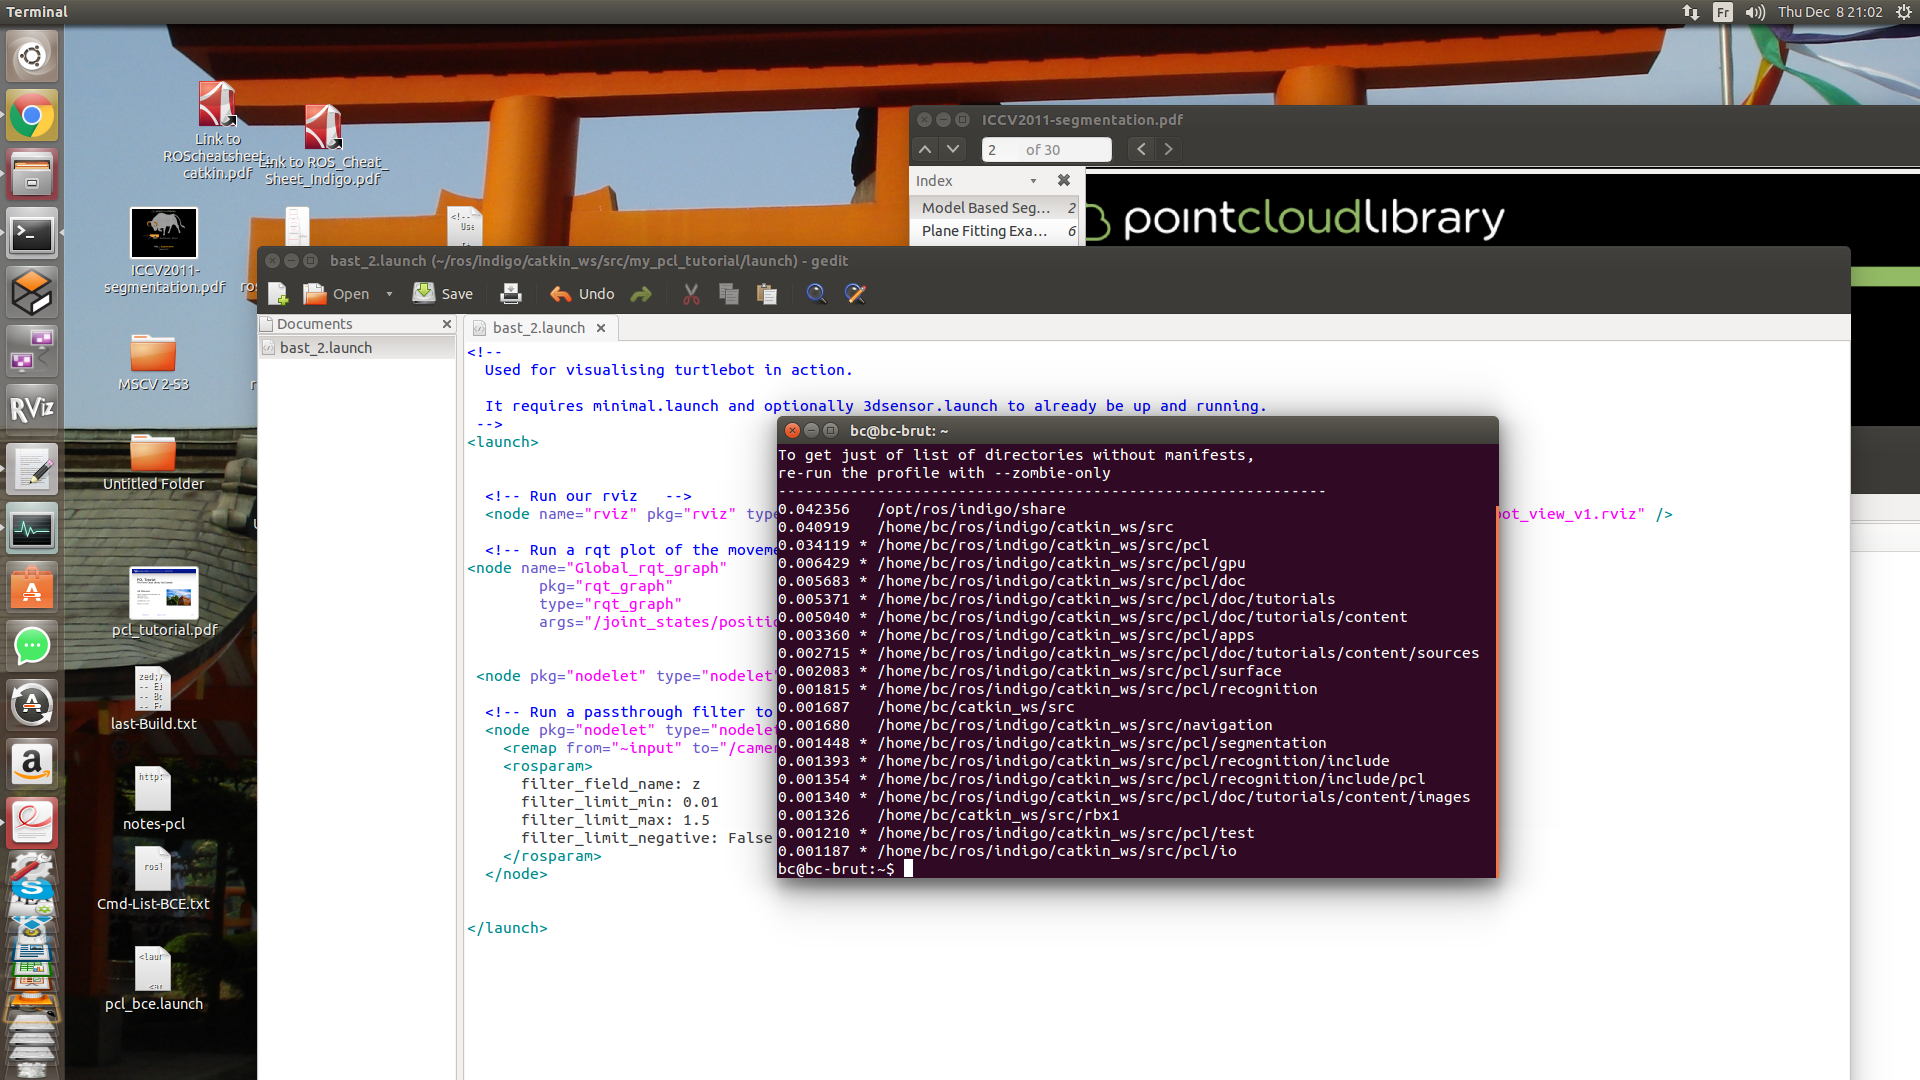 Terminal
Fr
Thu Dec 8 21:02
Link to
ROScheatsheet_
catkin.pdf
Link to ROS_Cheat_
Sheet_Indigo.pdf
ICCV2011-
segmentation.pdf
MSCV 2-S3
Untitled Folder
pcl_tutorial.pdf
last-Build.txt
notes-pcl
Cmd-List-BCE.txt
pcl_bce.launch
RViz
ICCV2011-segmentation.pdf
2 of 30
Index
Model Based Seg... 2
Plane Fitting Exa... 6
pointcloudlibrary
bast_2.launch (~/ros/indigo/catkin_ws/src/my_pcl_tutorial/launch) - gedit
Open Save Undo
Documents
bast_2.launch
bast_2.launch
<!--
Used for visualising turtlebot in action.
It requires minimal.launch and optionally 3dsensor.launch to already be up and running.
-->
<launch>
<!-- Run our rviz -->
<node name="rviz" pkg="rviz" type
ot_view_v1.rviz" />
<!-- Run a rqt plot of the moveme
<node name="Global_rqt_graph"
pkg="rqt_graph"
type="rqt_graph"
args="/joint_states/positio
<node pkg="nodelet" type="nodelet"
<!-- Run a passthrough filter to
<node pkg="nodelet" type="nodelet
<remap from="~input" to="/camer
<rosparam>
filter_field_name: z
filter_limit_min: 0.01
filter_limit_max: 1.5
filter_limit_negative: False
</rosparam>
</node>
</launch>
bc@bc-brut: ~
To get just of list of directories without manifests,
re-run the profile with --zombie-only
-------------------------------------------------------------
0.042356   /opt/ros/indigo/share
0.040919   /home/bc/ros/indigo/catkin_ws/src
0.034119 * /home/bc/ros/indigo/catkin_ws/src/pcl
0.006429 * /home/bc/ros/indigo/catkin_ws/src/pcl/gpu
0.005683 * /home/bc/ros/indigo/catkin_ws/src/pcl/doc
0.005371 * /home/bc/ros/indigo/catkin_ws/src/pcl/doc/tutorials
0.005040 * /home/bc/ros/indigo/catkin_ws/src/pcl/doc/tutorials/content
0.003360 * /home/bc/ros/indigo/catkin_ws/src/pcl/apps
0.002715 * /home/bc/ros/indigo/catkin_ws/src/pcl/doc/tutorials/content/sources
0.002083 * /home/bc/ros/indigo/catkin_ws/src/pcl/surface
0.001815 * /home/bc/ros/indigo/catkin_ws/src/pcl/recognition
0.001687   /home/bc/catkin_ws/src
0.001680   /home/bc/ros/indigo/catkin_ws/src/navigation
0.001448 * /home/bc/ros/indigo/catkin_ws/src/pcl/segmentation
0.001393 * /home/bc/ros/indigo/catkin_ws/src/pcl/recognition/include
0.001354 * /home/bc/ros/indigo/catkin_ws/src/pcl/recognition/include/pcl
0.001340 * /home/bc/ros/indigo/catkin_ws/src/pcl/doc/tutorials/content/images
0.001326   /home/bc/catkin_ws/src/rbx1
0.001210 * /home/bc/ros/indigo/catkin_ws/src/pcl/test
0.001187 * /home/bc/ros/indigo/catkin_ws/src/pcl/io
bc@bc-brut:~$